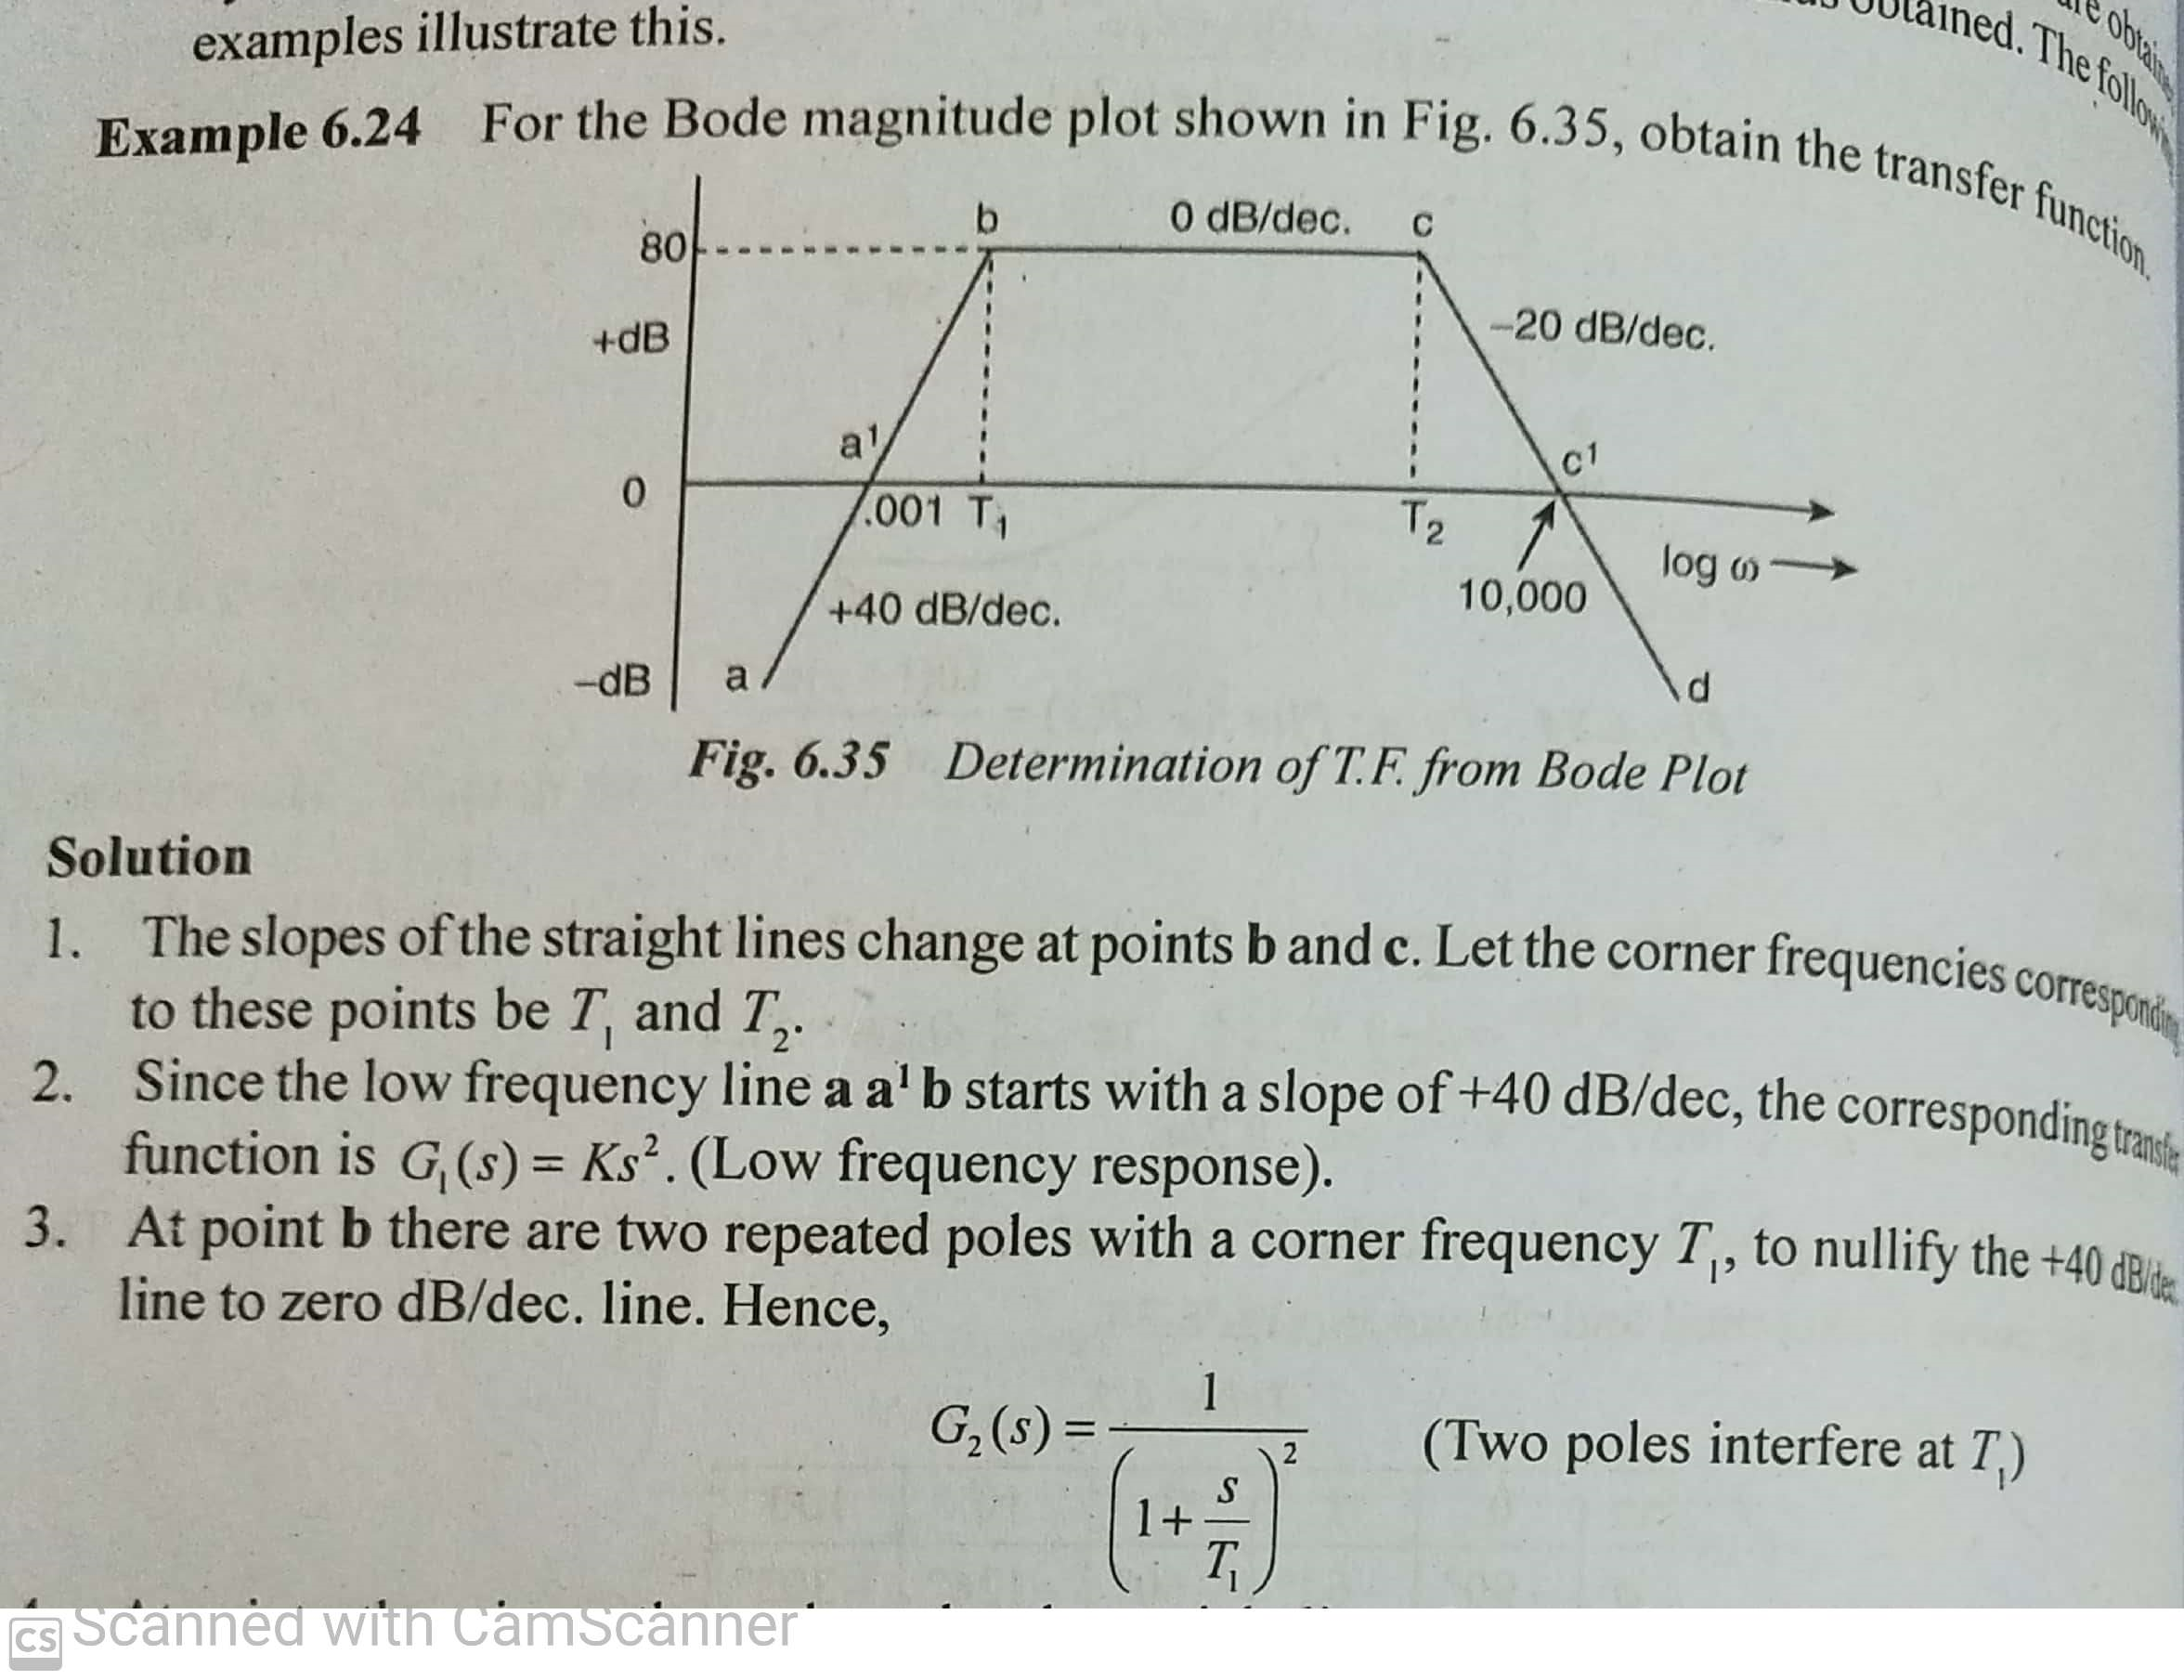 obtained. The
examples illustrate this.
Example 6.24 For the Bode magnitude plot shown in Fig. 6.35, obtain the transfer function.
b 0 dB/dec. c
80
-20 dB/dec.
+dB
a¹ c¹
0
.001 T₁ T₂
log ω
10,000
+40 dB/dec.
-dB a d
Fig. 6.35 Determination of T.F. from Bode Plot
Solution
1. The slopes of the straight lines change at points b and c. Let the corner frequencies
to these points be T₁ and T₂.
2. Since the low frequency line a a¹ b starts with a slope of +40 dB/dec, the corresponding
function is G₁(s) = Ks². (Low frequency response).
3. At point b there are two repeated poles with a corner frequency T₁, to nullify the +40
line to zero dB/dec. line. Hence,
G₂(s) = 1 / (1 + s/T₁)² (Two poles interfere at T₁)
CS Scanned with CamScanner